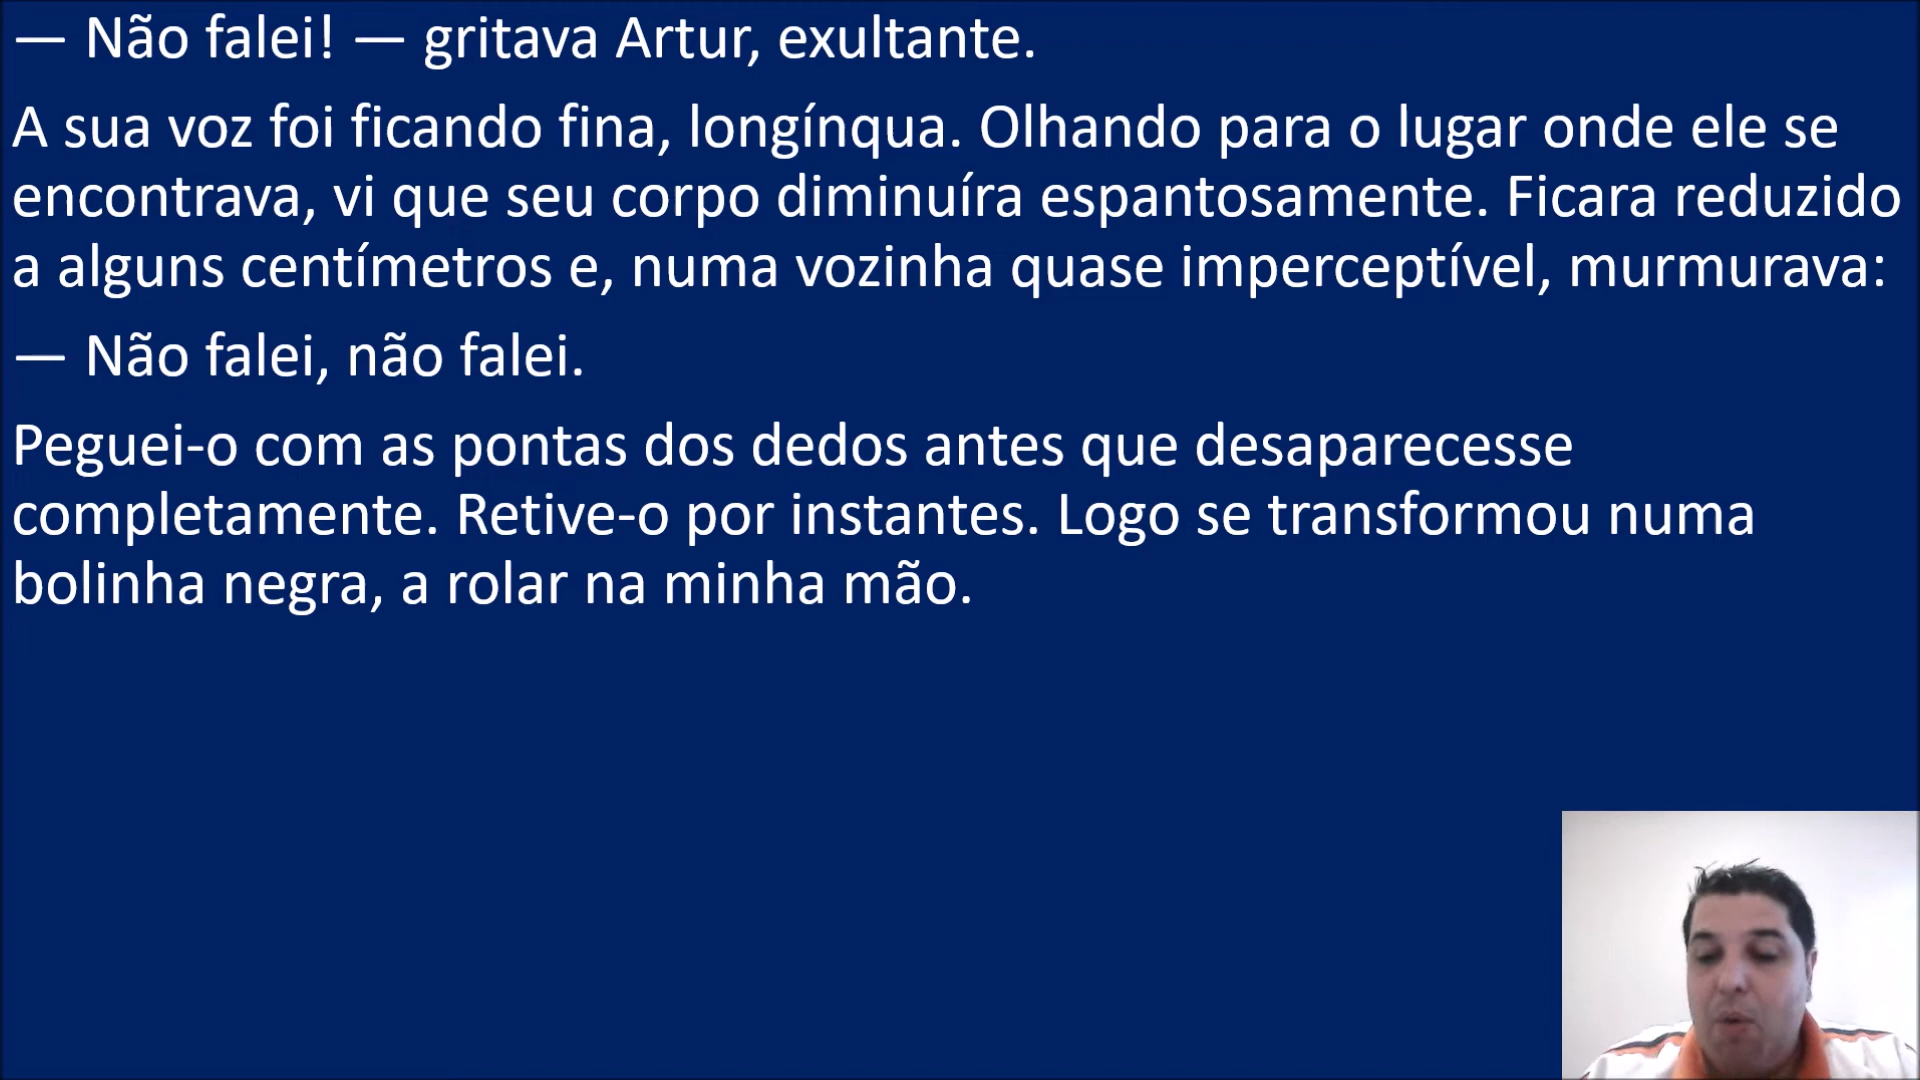 — Não falei! — gritava Artur, exultante.
A sua voz foi ficando fina, longínqua. Olhando para o lugar onde ele se
encontrava, vi que seu corpo diminuíra espantosamente. Ficara reduzido
a alguns centímetros e, numa vozinha quase imperceptível, murmurava:
— Não falei, não falei.
Peguei-o com as pontas dos dedos antes que desaparecesse
completamente. Retive-o por instantes. Logo se transformou numa
bolinha negra, a rolar na minha mão.